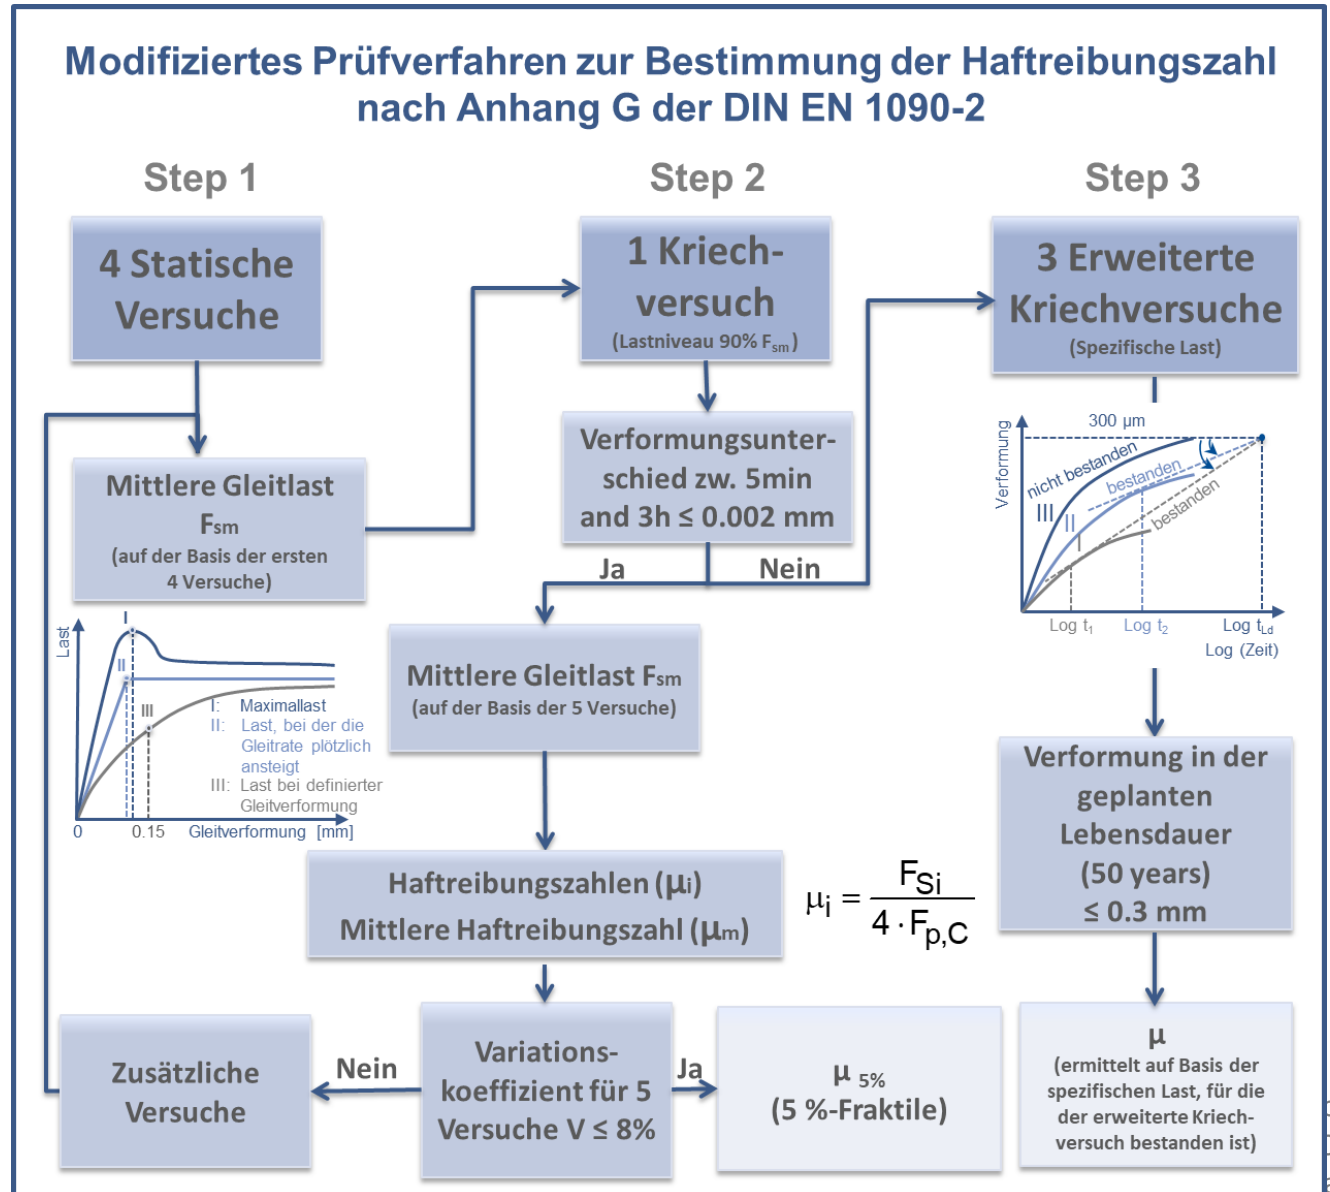 Modifiziertes Prüfverfahren zur Bestimmung der Haftreibungszahl
nach Anhang G der DIN EN 1090-2
Step 1
Step 2
Step 3
4 Statische
Versuche
1 Kriech-
versuch
(Lastniveau 90% Fsm)
3 Erweiterte
Kriechversuche
(Spezifische Last)
Mittlere Gleitlast
Fsm
(auf der Basis der ersten
4 Versuche)
Verformungsunter-
schied zw. 5min
and 3h ≤ 0.002 mm
Ja
Nein
Verformung
300 µm
nicht bestanden
bestanden
bestanden
III
II
I
Log t1
Log t2
Log tLd
Log (Zeit)
Last
I
II
III
I: Maximallast
II: Last, bei der die
Gleitrate plötzlich
ansteigt
III: Last bei definierter
Gleitverformung
0
0.15
Gleitverformung [mm]
Mittlere Gleitlast Fsm
(auf der Basis der 5 Versuche)
Verformung in der
geplanten
Lebensdauer
(50 years)
≤ 0.3 mm
Haftreibungszahlen (µi)
Mittlere Haftreibungszahl (µm)
µi = FSi / 4 · Fp,C
Zusätzliche
Versuche
Nein
Variations-
koeffizient für 5
Versuche V ≤ 8%
Ja
µ 5%
(5 %-Fraktile)
µ
(ermittelt auf Basis der
spezifischen Last, für die
der erweiterte Kriech-
versuch bestanden ist)